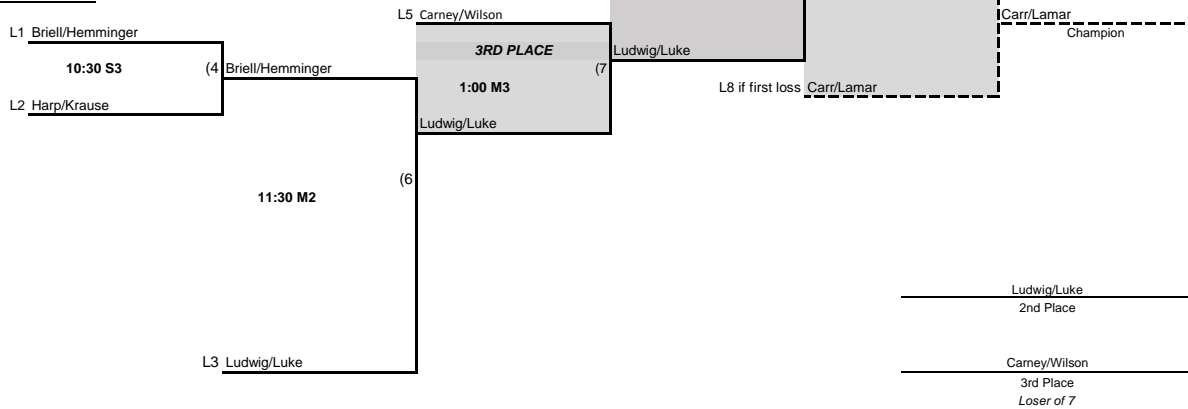 L5 Carney/Wilson
Carr/Lamar
L1 Briell/Hemminger
Champion
3RD PLACE
Ludwig/Luke
10:30 S3
(4 Briell/Hemminger
(7
1:00 M3
L8 if first loss Carr/Lamar
L2 Harp/Krause
Ludwig/Luke
(6
11:30 M2
Ludwig/Luke
2nd Place
L3 Ludwig/Luke
Carney/Wilson
3rd Place
Loser of 7